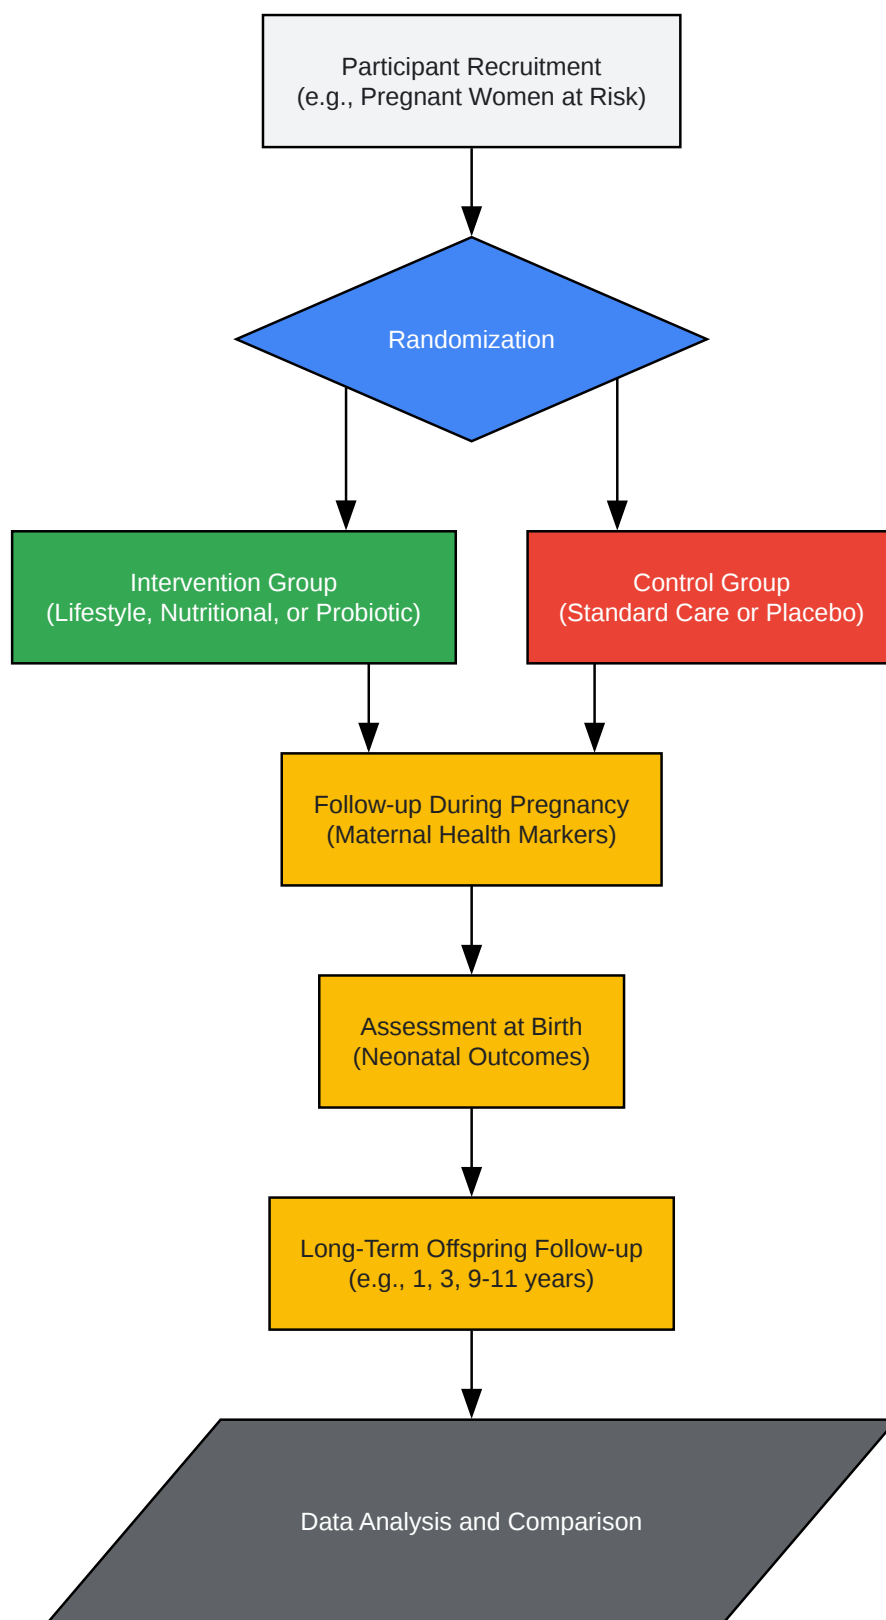 Participant Recruitment
(e.g., Pregnant Women at Risk)
Randomization
Intervention Group
(Lifestyle, Nutritional, or Probiotic)
Control Group
(Standard Care or Placebo)
Follow-up During Pregnancy
(Maternal Health Markers)
Assessment at Birth
(Neonatal Outcomes)
Long-Term Offspring Follow-up
(e.g., 1, 3, 9-11 years)
Data Analysis and Comparison